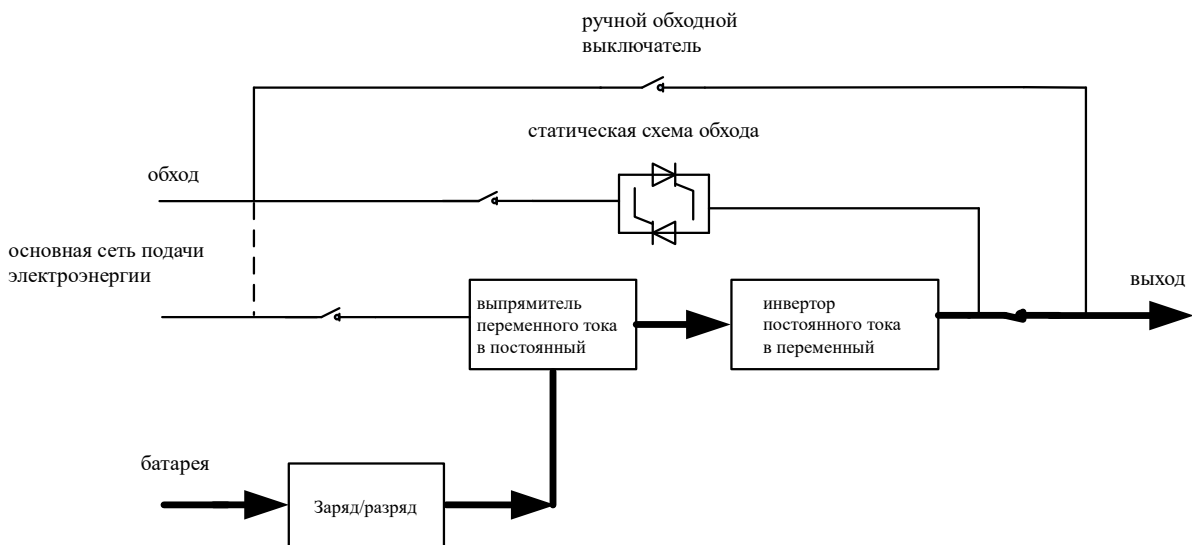 ручной обходной
выключатель
статическая схема обхода
обход
основная сеть подачи
электроэнергии
выпрямитель
переменного тока
в постоянный
инвертор
постоянного тока
в переменный
выход
батарея
Заряд/разряд